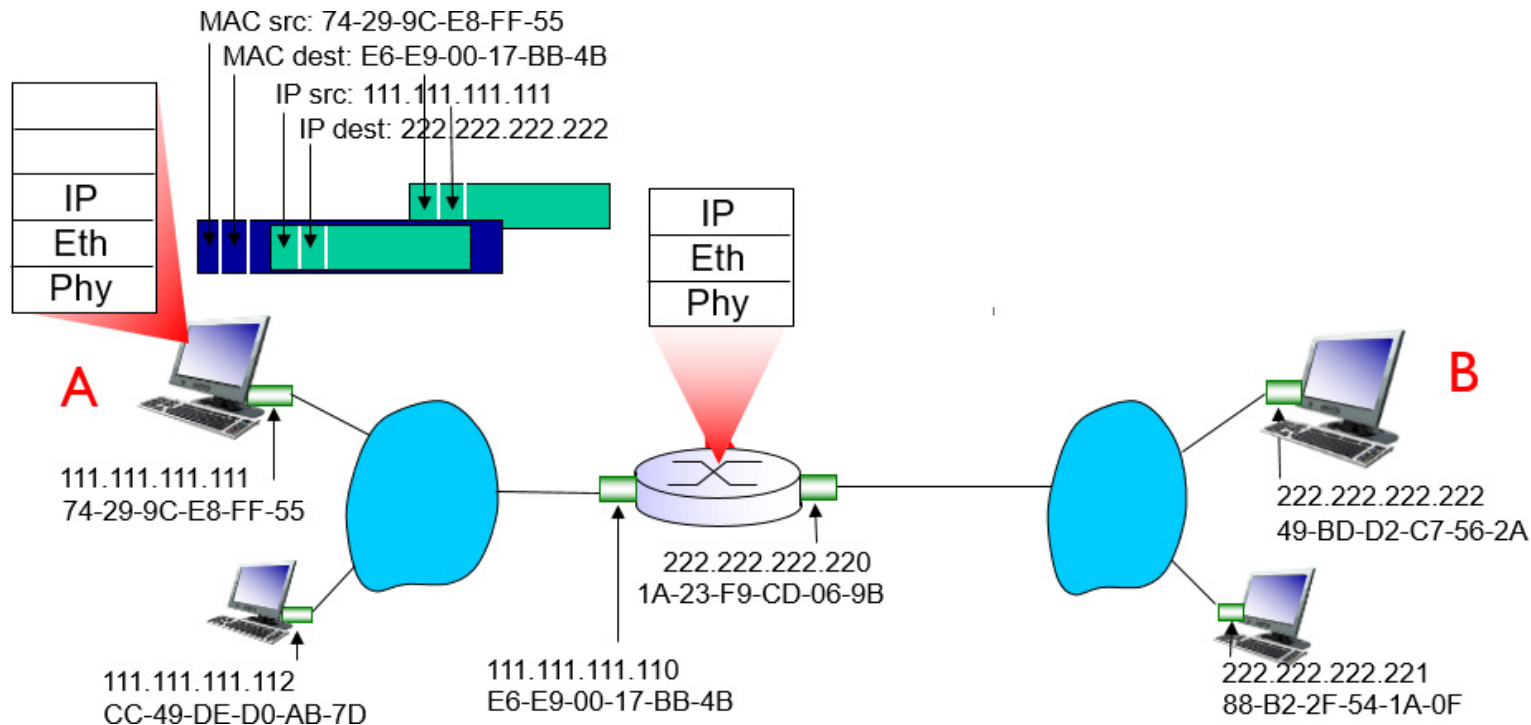 MAC src: 74-29-9C-E8-FF-55
MAC dest: E6-E9-00-17-BB-4B
IP src: 111.111.111.111
IP dest: 222.222.222.222
IP
Eth
Phy
IP
Eth
Phy
A
B
111.111.111.111
74-29-9C-E8-FF-55
222.222.222.222
49-BD-D2-C7-56-2A
222.222.222.220
1A-23-F9-CD-06-9B
111.111.111.112
CC-49-DE-D0-AB-7D
111.111.111.110
E6-E9-00-17-BB-4B
222.222.222.221
88-B2-2F-54-1A-0F